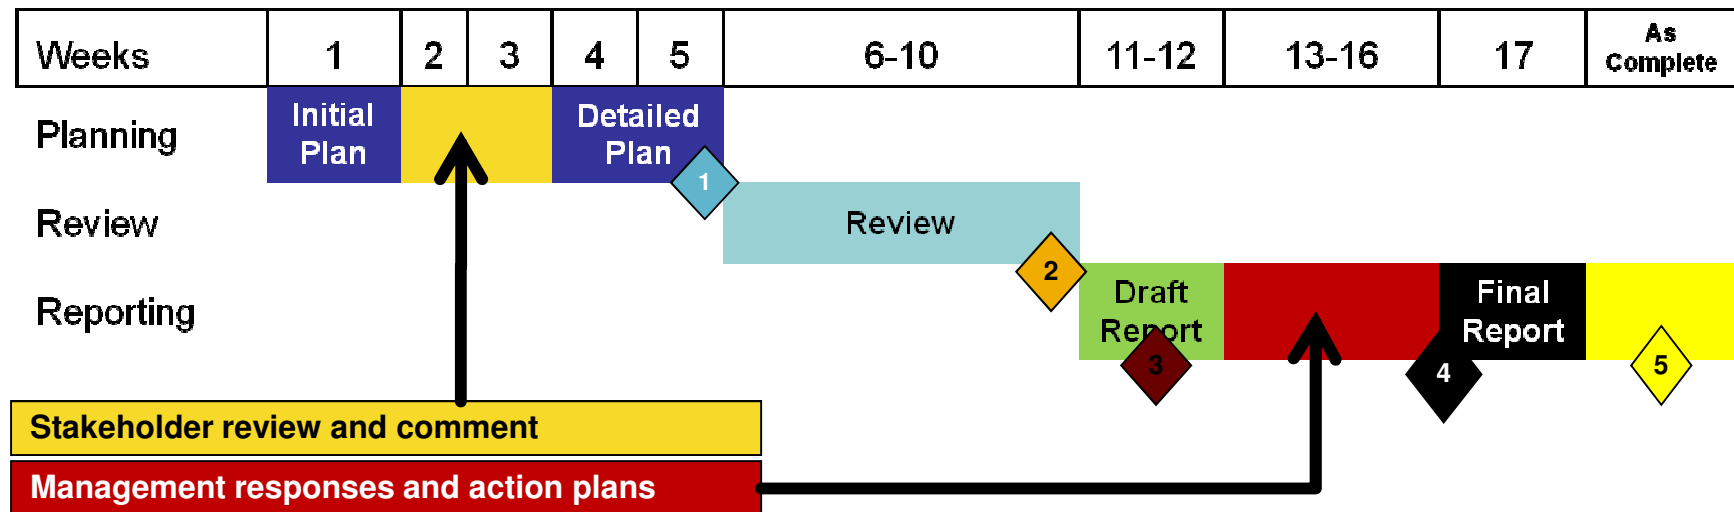 Weeks 1 2 3 4 5 6-10 11-12 13-16 17 As Complete
Planning
Initial Plan
Detailed Plan
1
Review
Review
2
Reporting
Draft Report
Final Report
3
4
5
Stakeholder review and comment
Management responses and action plans